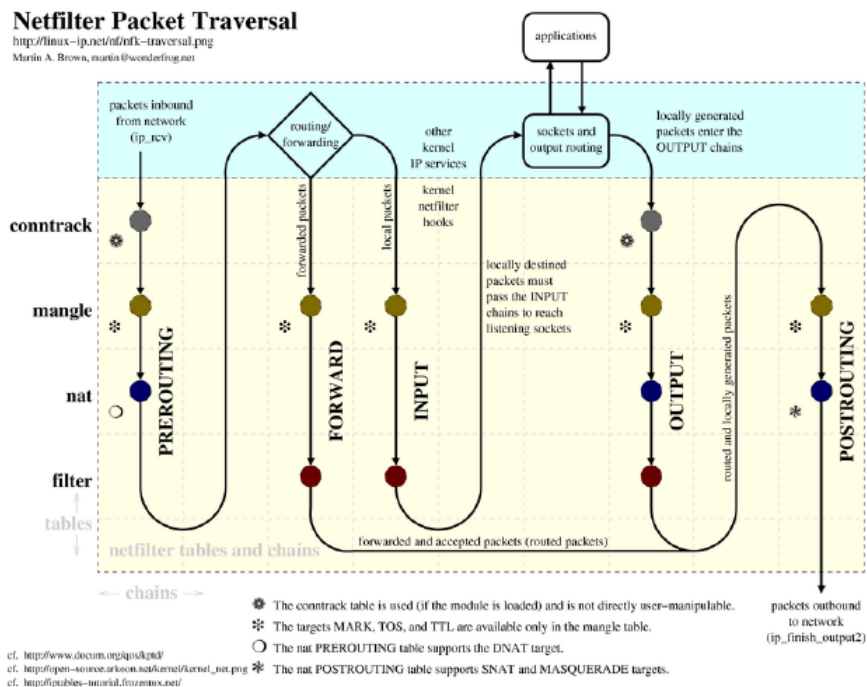 Netfilter Packet Traversal
http://linux-ip.net/nf/nfk-traversal.png
Martin A. Brown, martin@wonderfrog.net
applications
packets inbound
from network
(ip_rcv)
routing/
forwarding
other
kernel
IP services
sockets and
output routing
locally generated
packets enter the
OUTPUT chains
kernel
netfilter
hooks
forwarded packets
local packets
conntrack
mangle
nat
filter
locally destined
packets must
pass the INPUT
chains to reach
listening sockets
PREROUTING
FORWARD
INPUT
OUTPUT
routed and locally generated packets
POSTROUTING
tables
netfilter tables and chains
forwarded and accepted packets (routed packets)
chains
The conntrack table is used (if the module is loaded) and is not directly user-manipulable.
The targets MARK, TOS, and TTL are available only in the mangle table.
The nat PREROUTING table supports the DNAT target.
The nat POSTROUTING table supports SNAT and MASQUERADE targets.
packets outbound
to network
(ip_finish_output2)
cf. http://www.docum.org/qos/kptd/
cf. http://open-source.arkoon.net/kernel/kernel_net.png
cf. http://iptables-tutorial.frozentux.net/